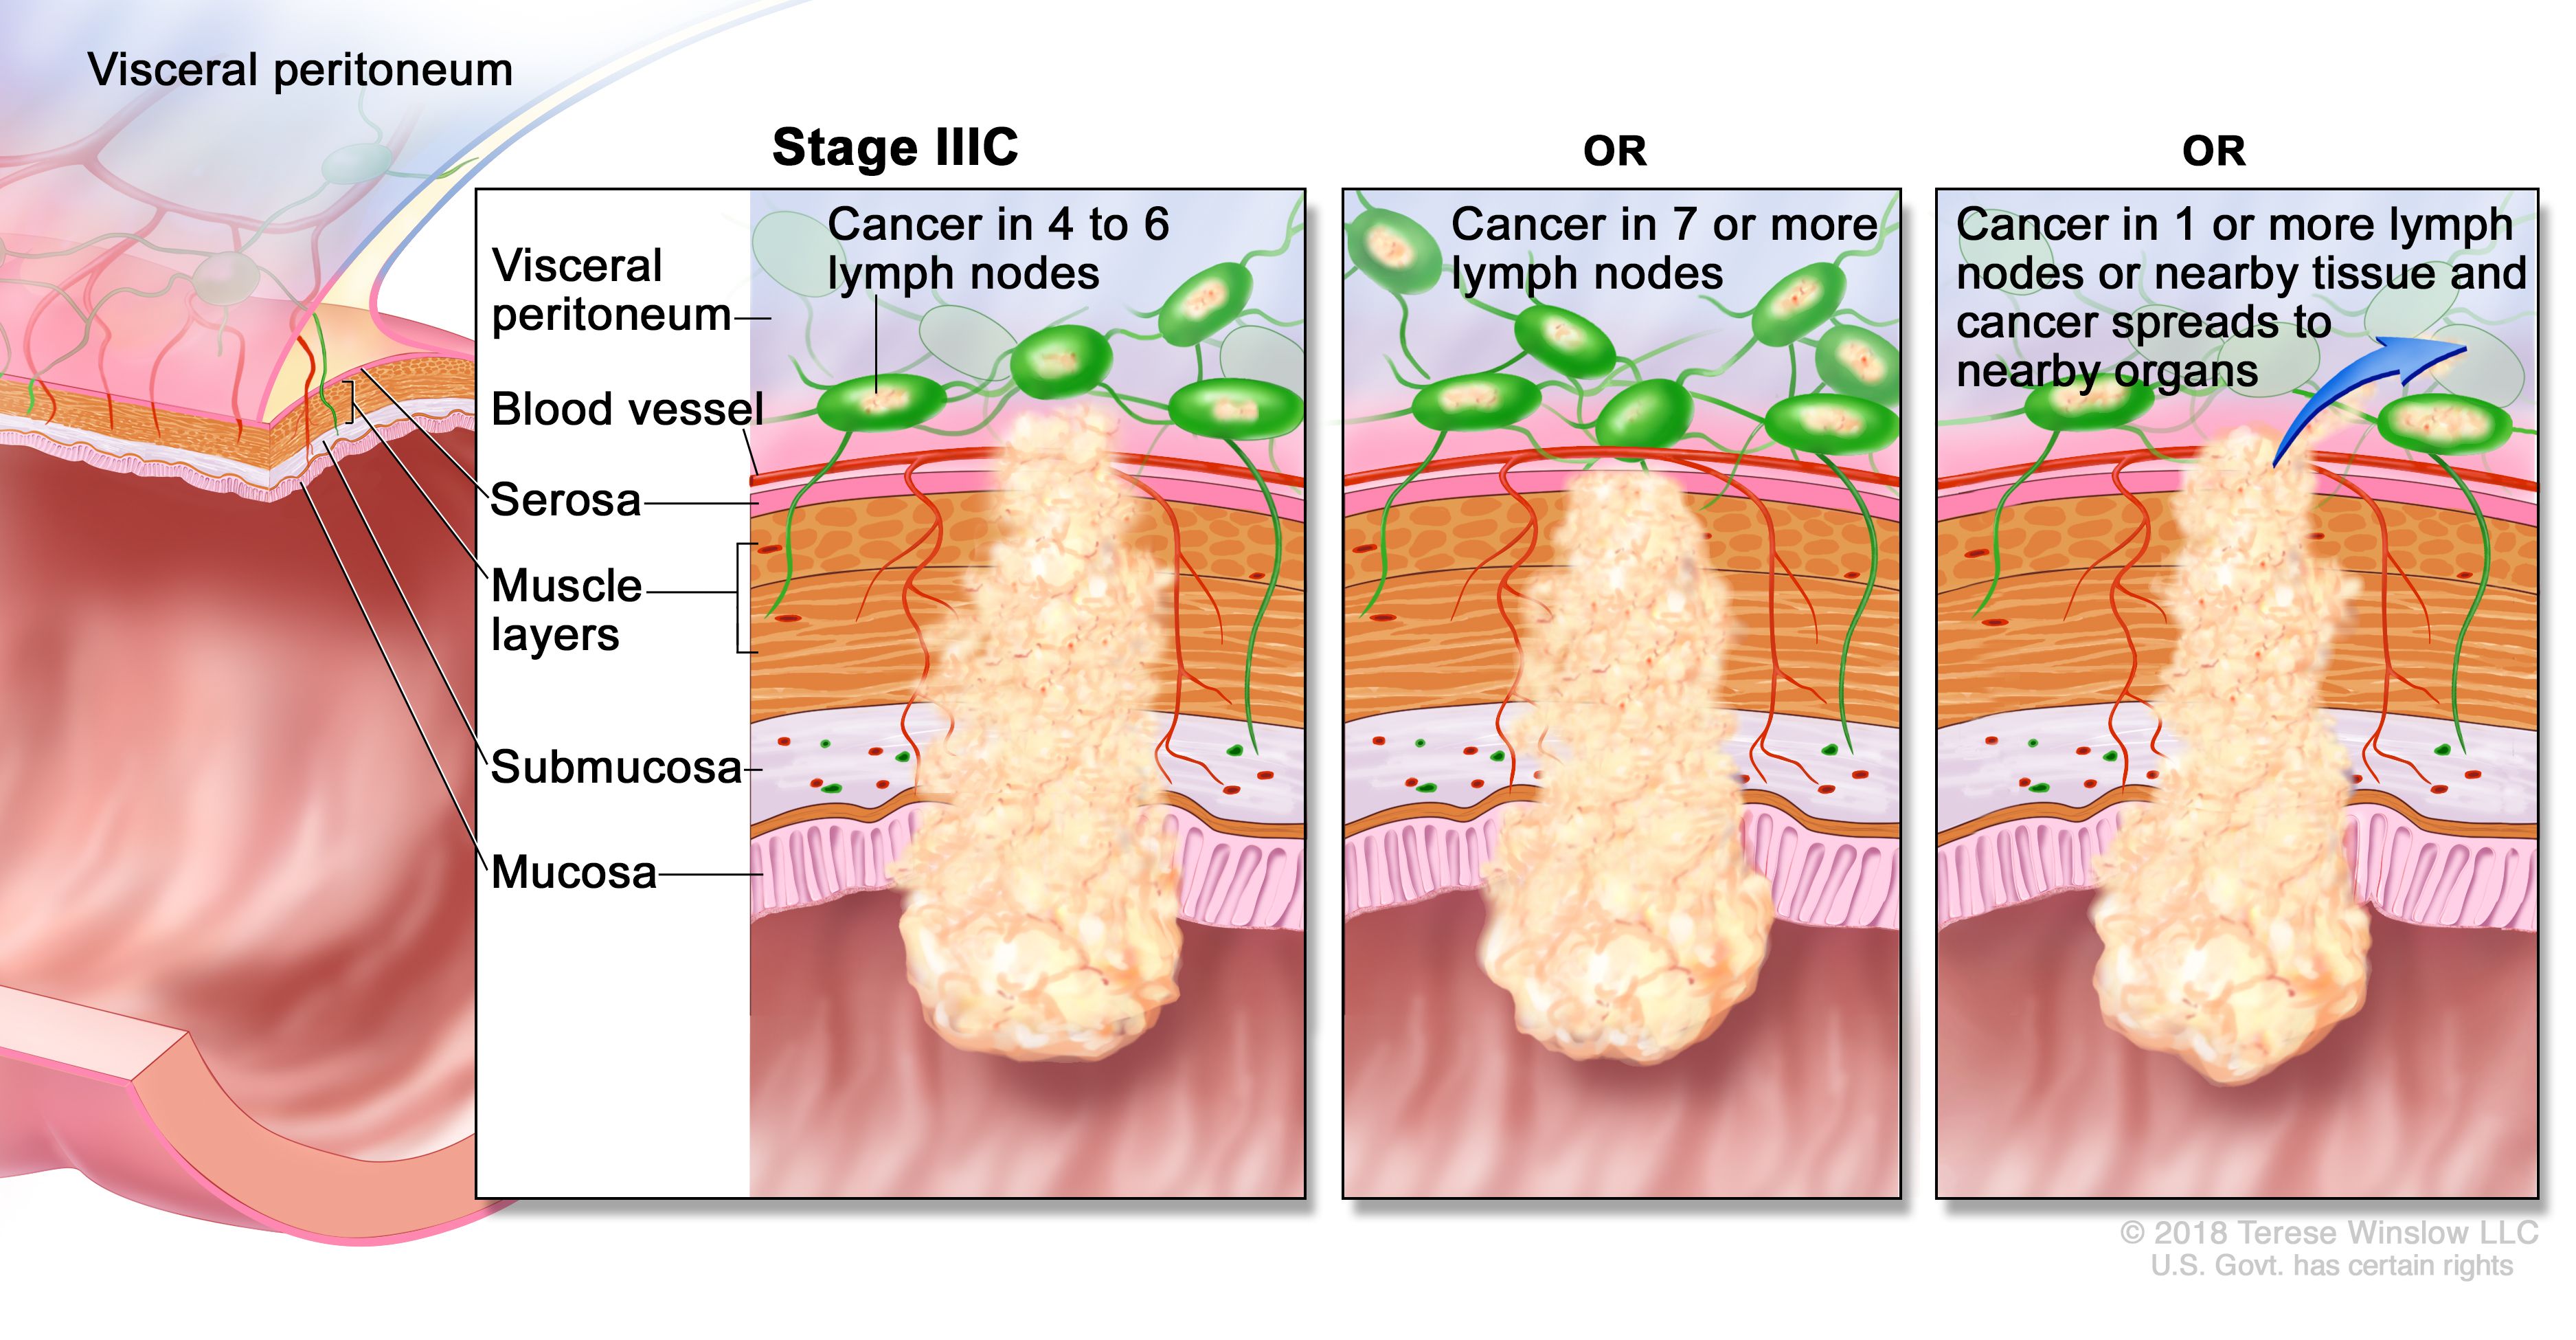 Visceral peritoneum
Stage IIIC
OR
OR
Cancer in 4 to 6
lymph nodes
Cancer in 7 or more
lymph nodes
Cancer in 1 or more lymph
nodes or nearby tissue and
cancer spreads to
nearby organs
Visceral
peritoneum
Blood vessel
Serosa
Muscle
layers
Submucosa
Mucosa
© 2018 Terese Winslow LLC
U.S. Govt. has certain rights